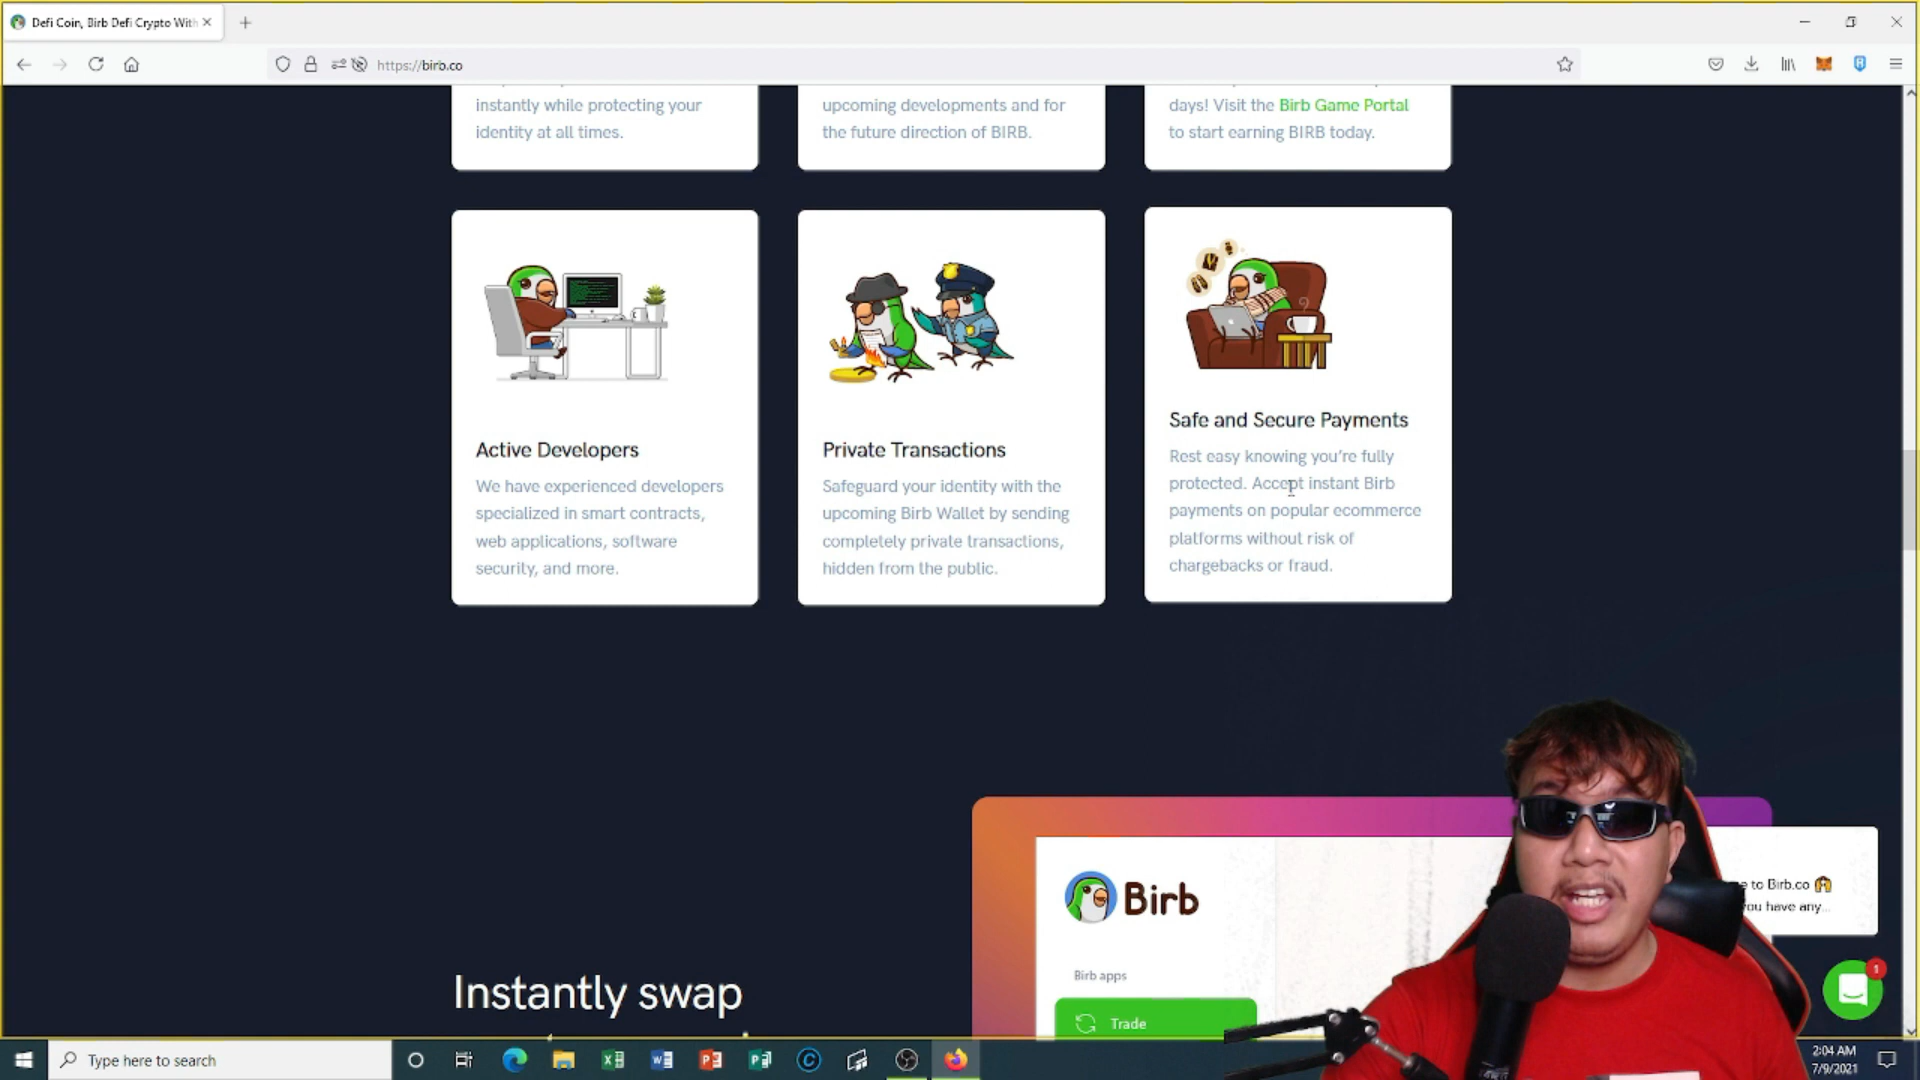 Defi Coin, Birb Defi Crypto With
https://birb.co
instantly while protecting your
identity at all times.
upcoming developments and for
the future direction of BIRB.
days! Visit the Birb Game Portal
to start earning BIRB today.
Active Developers
We have experienced developers
specialized in smart contracts,
web applications, software
security, and more.
Private Transactions
Safeguard your identity with the
upcoming Birb Wallet by sending
completely private transactions,
hidden from the public.
Safe and Secure Payments
Rest easy knowing you're fully
protected. Accept instant Birb
payments on popular ecommerce
platforms without risk of
chargebacks or fraud.
Birb
Birb apps
Trade
Instantly swap
to Birb.co
you have any...
1
Type here to search
2:04 AM
7/9/2021